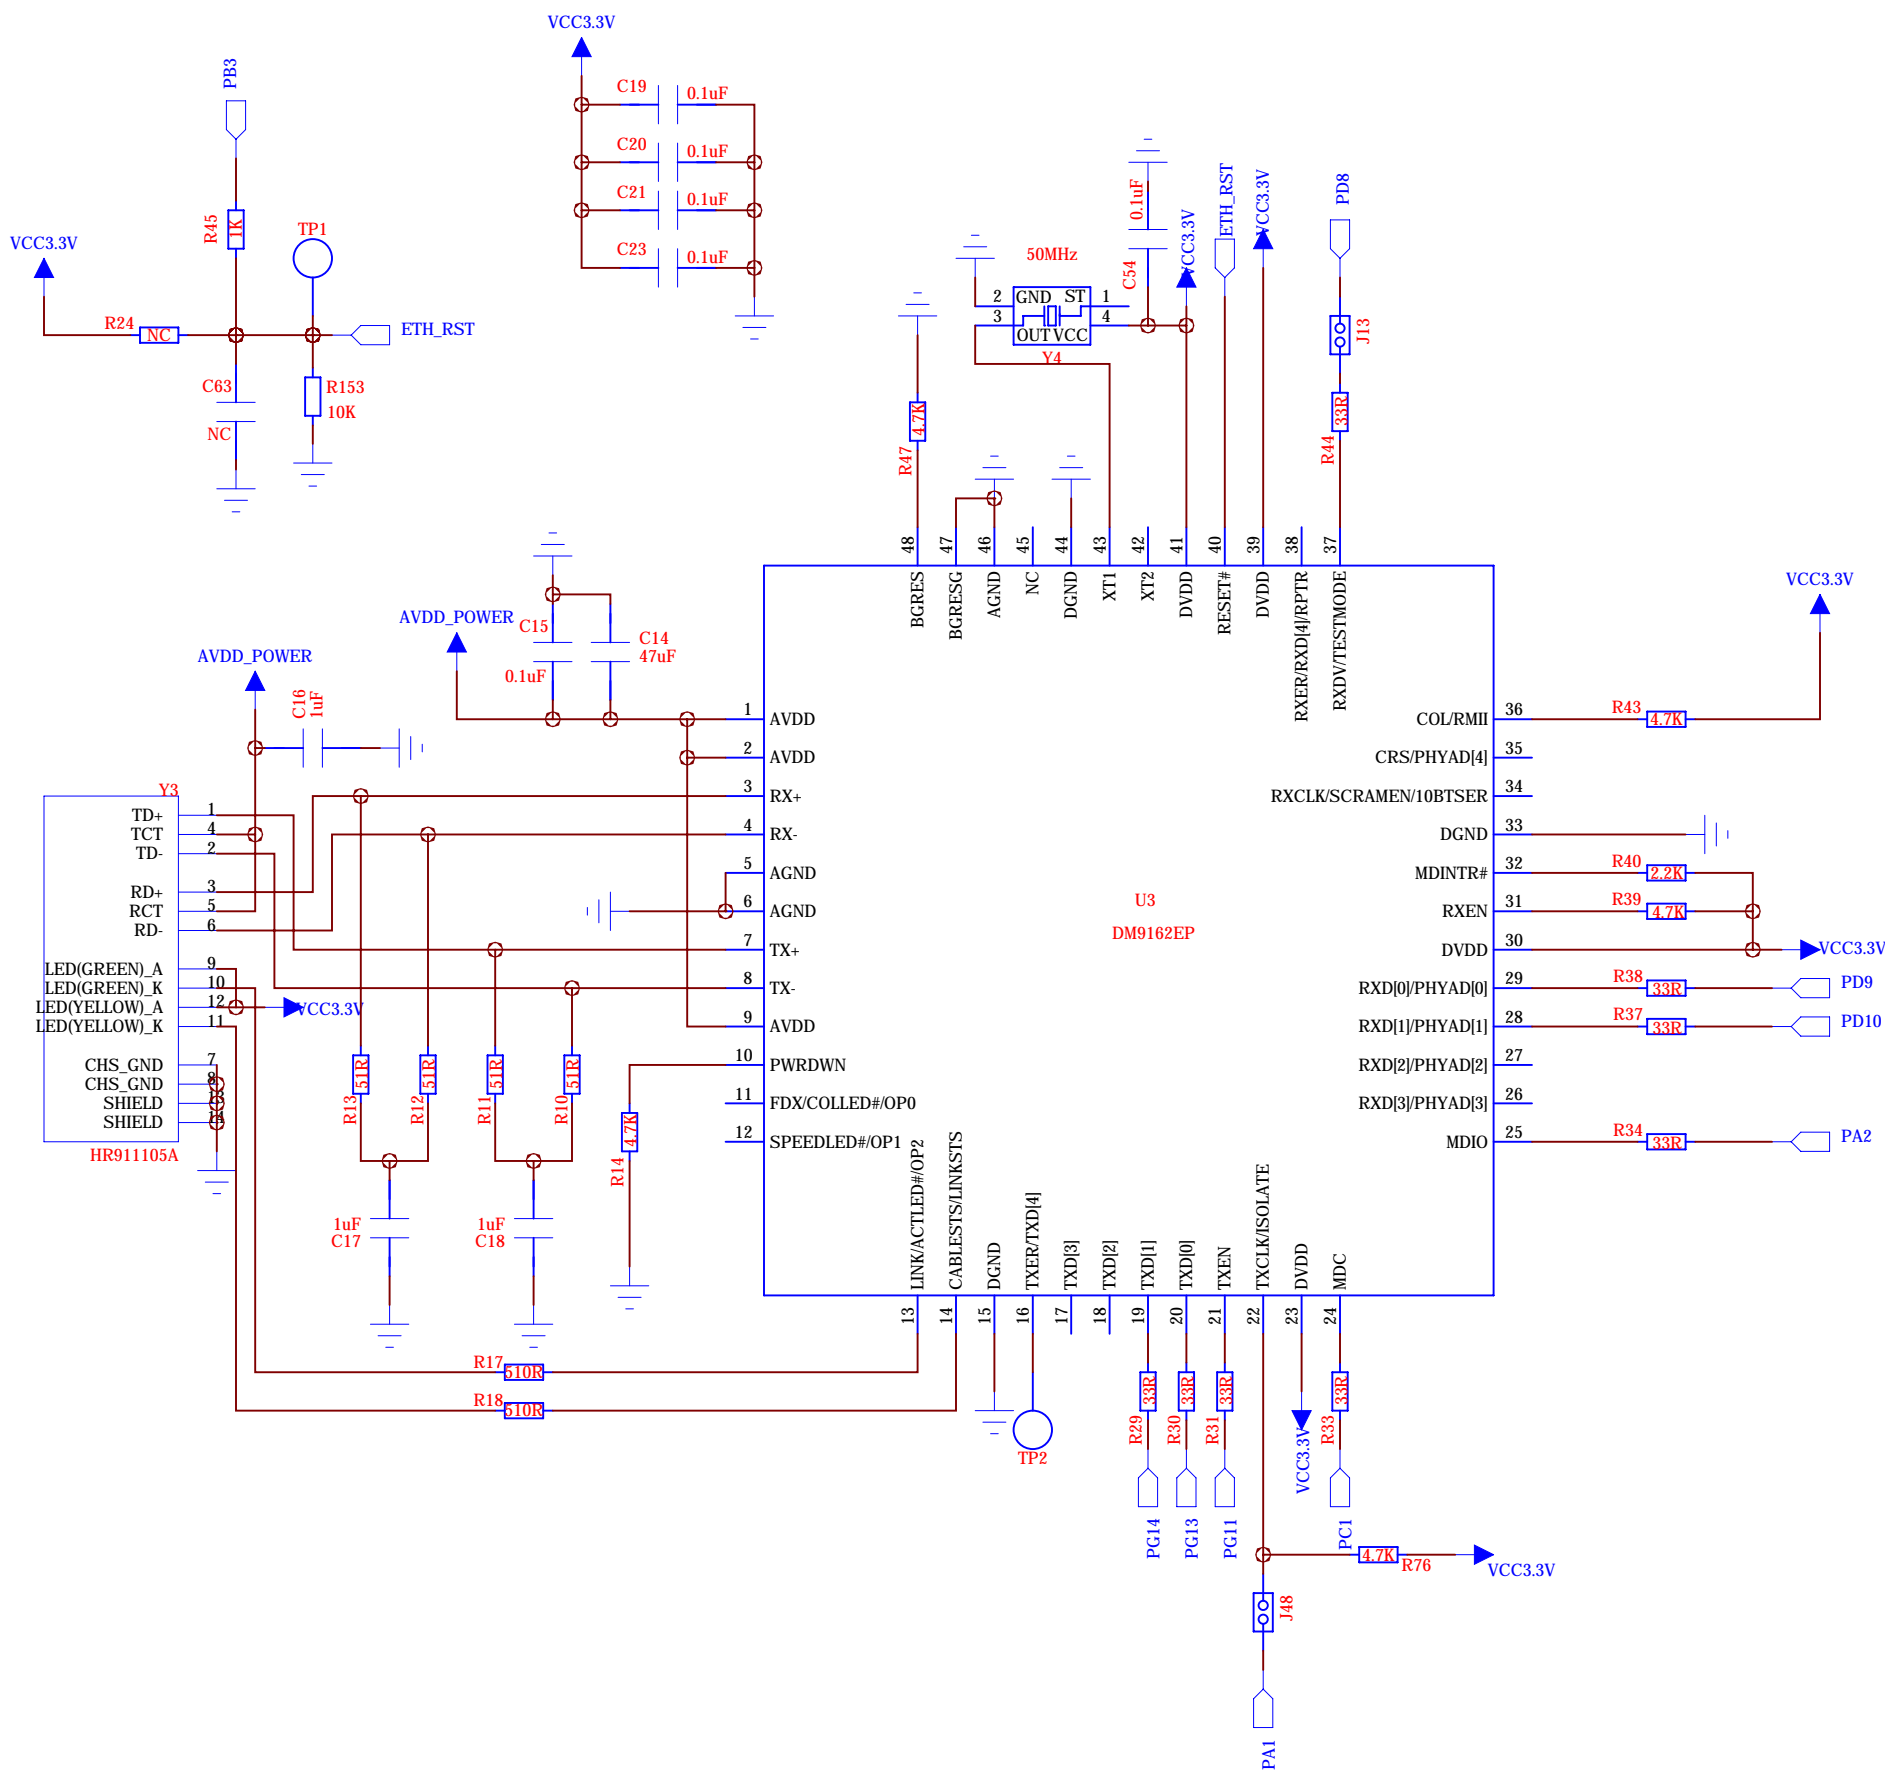 VCC3.3V
PB3
R45
1K
TP1
VCC3.3V
R24
NC
ETH_RST
C63
NC
R153
10K
C19
0.1uF
C20
0.1uF
C21
0.1uF
C23
0.1uF
50MHz
2
GND
ST
1
3
OUT
VCC
4
Y4
0.1uF
C54
VCC3.3V
ETH_RST
VCC3.3V
PD8
J13
33R
R44
4.7K
R47
48
47
46
45
44
43
42
41
40
39
38
37
BGRES
BGRESG
AGND
NC
DGND
XT1
XT2
DVDD
RESET#
DVDD
RXER/RXD[4]/RPTR
RXDV/TESTMODE
AVDD_POWER
C15
0.1uF
C14
47uF
AVDD_POWER
C16
1uF
Y3
TD+
1
TCT
4
TD-
2
RD+
3
RCT
5
RD-
6
LED(GREEN)_A
9
LED(GREEN)_K
10
LED(YELLOW)_A
12
VCC3.3V
LED(YELLOW)_K
11
CHS_GND
7
CHS_GND
8
SHIELD
13
SHIELD
14
HR911105A
1
AVDD
2
AVDD
3
RX+
4
RX-
5
AGND
6
AGND
7
TX+
8
TX-
9
AVDD
10
PWRDWN
11
FDX/COLLED#/OP0
12
SPEEDLED#/OP1
U3
DM9162EP
VCC3.3V
COL/RMII
36
R43
4.7K
CRS/PHYAD[4]
35
RXCLK/SCRAMEN/10BTSER
34
DGND
33
MDINTR#
32
R40
2.2K
RXEN
31
R39
4.7K
DVDD
30
VCC3.3V
RXD[0]/PHYAD[0]
29
R38
33R
PD9
RXD[1]/PHYAD[1]
28
R37
33R
PD10
RXD[2]/PHYAD[2]
27
RXD[3]/PHYAD[3]
26
MDIO
25
R34
33R
PA2
51R
R13
51R
R12
51R
R11
51R
R10
4.7K
R14
1uF
C17
1uF
C18
LINK/ACTLED#/OP2
CABLESTS/LINKSTS
DGND
TXER/TXD[4]
TXD[3]
TXD[2]
TXD[1]
TXD[0]
TXEN
TXCLK/ISOLATE
DVDD
MDC
13
14
15
16
17
18
19
20
21
22
23
24
R17
510R
R18
510R
TP2
33R
R29
33R
R30
33R
R31
VCC3.3V
33R
R33
PG14
PG13
PG11
PC1
4.7K
R76
VCC3.3V
J48
PA1